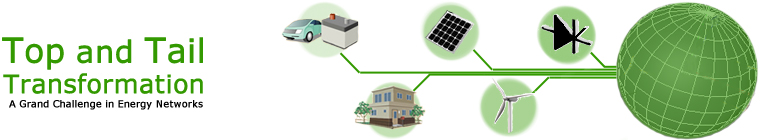 Top and Tail
Transformation
A Grand Challenge in Energy Networks